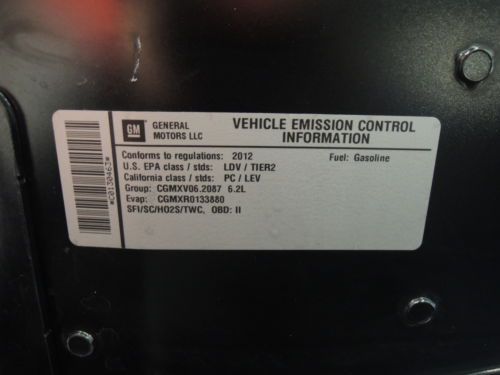 *C0130463*
GM
GENERAL
MOTORS LLC
VEHICLE EMISSION CONTROL
INFORMATION
Conforms to regulations: 2012 Fuel: Gasoline
U.S. EPA class / stds: LDV / TIER2
California class / stds: PC / LEV
Group: CGMXV06.2087 6.2L
Evap: CGMXR0133880
SFI/SC/HO2S/TWC, OBD: II